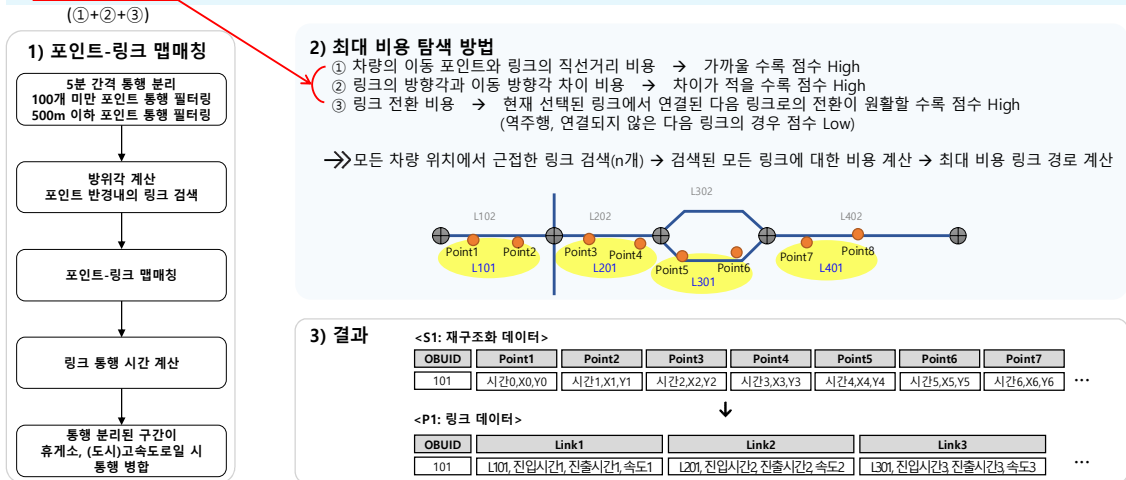 (①+②+③)
1) 포인트-링크 맵매칭
5분 간격 통행 분리
100개 미만 포인트 통행 필터링
500m 이하 포인트 통행 필터링
방위각 계산
포인트 반경내의 링크 검색
포인트-링크 맵매칭
링크 통행 시간 계산
통행 분리된 구간이
휴게소, (도시)고속도로일 시
통행 병합
2) 최대 비용 탐색 방법
① 차량의 이동 포인트와 링크의 직선거리 비용 → 가까울 수록 점수 High
② 링크의 방향각과 이동 방향각 차이 비용 → 차이가 적을 수록 점수 High
③ 링크 전환 비용 → 현재 선택된 링크에서 연결된 다음 링크로의 전환이 원활할 수록 점수 High
(역주행, 연결되지 않은 다음 링크의 경우 점수 Low)
모든 차량 위치에서 근접한 링크 검색(n개) → 검색된 모든 링크에 대한 비용 계산 → 최대 비용 링크 경로 계산
L302
L102 L202 L402
Point1 Point2 Point3 Point4 Point5 Point6 Point7 Point8
L101 L201 L301 L401
3) 결과
<S1: 재구조화 데이터>
OBUID Point1 Point2 Point3 Point4 Point5 Point6 Point7
101 시간0,X0,Y0 시간1,X1,Y1 시간2,X2,Y2 시간3,X3,Y3 시간4,X4,Y4 시간5,X5,Y5 시간6,X6,Y6 ...
<P1: 링크 데이터>
OBUID Link1 Link2 Link3
101 L101, 진입시간1, 진출시간1, 속도1 L201, 진입시간2, 진출시간2, 속도2 L301, 진입시간3, 진출시간3, 속도3 ...